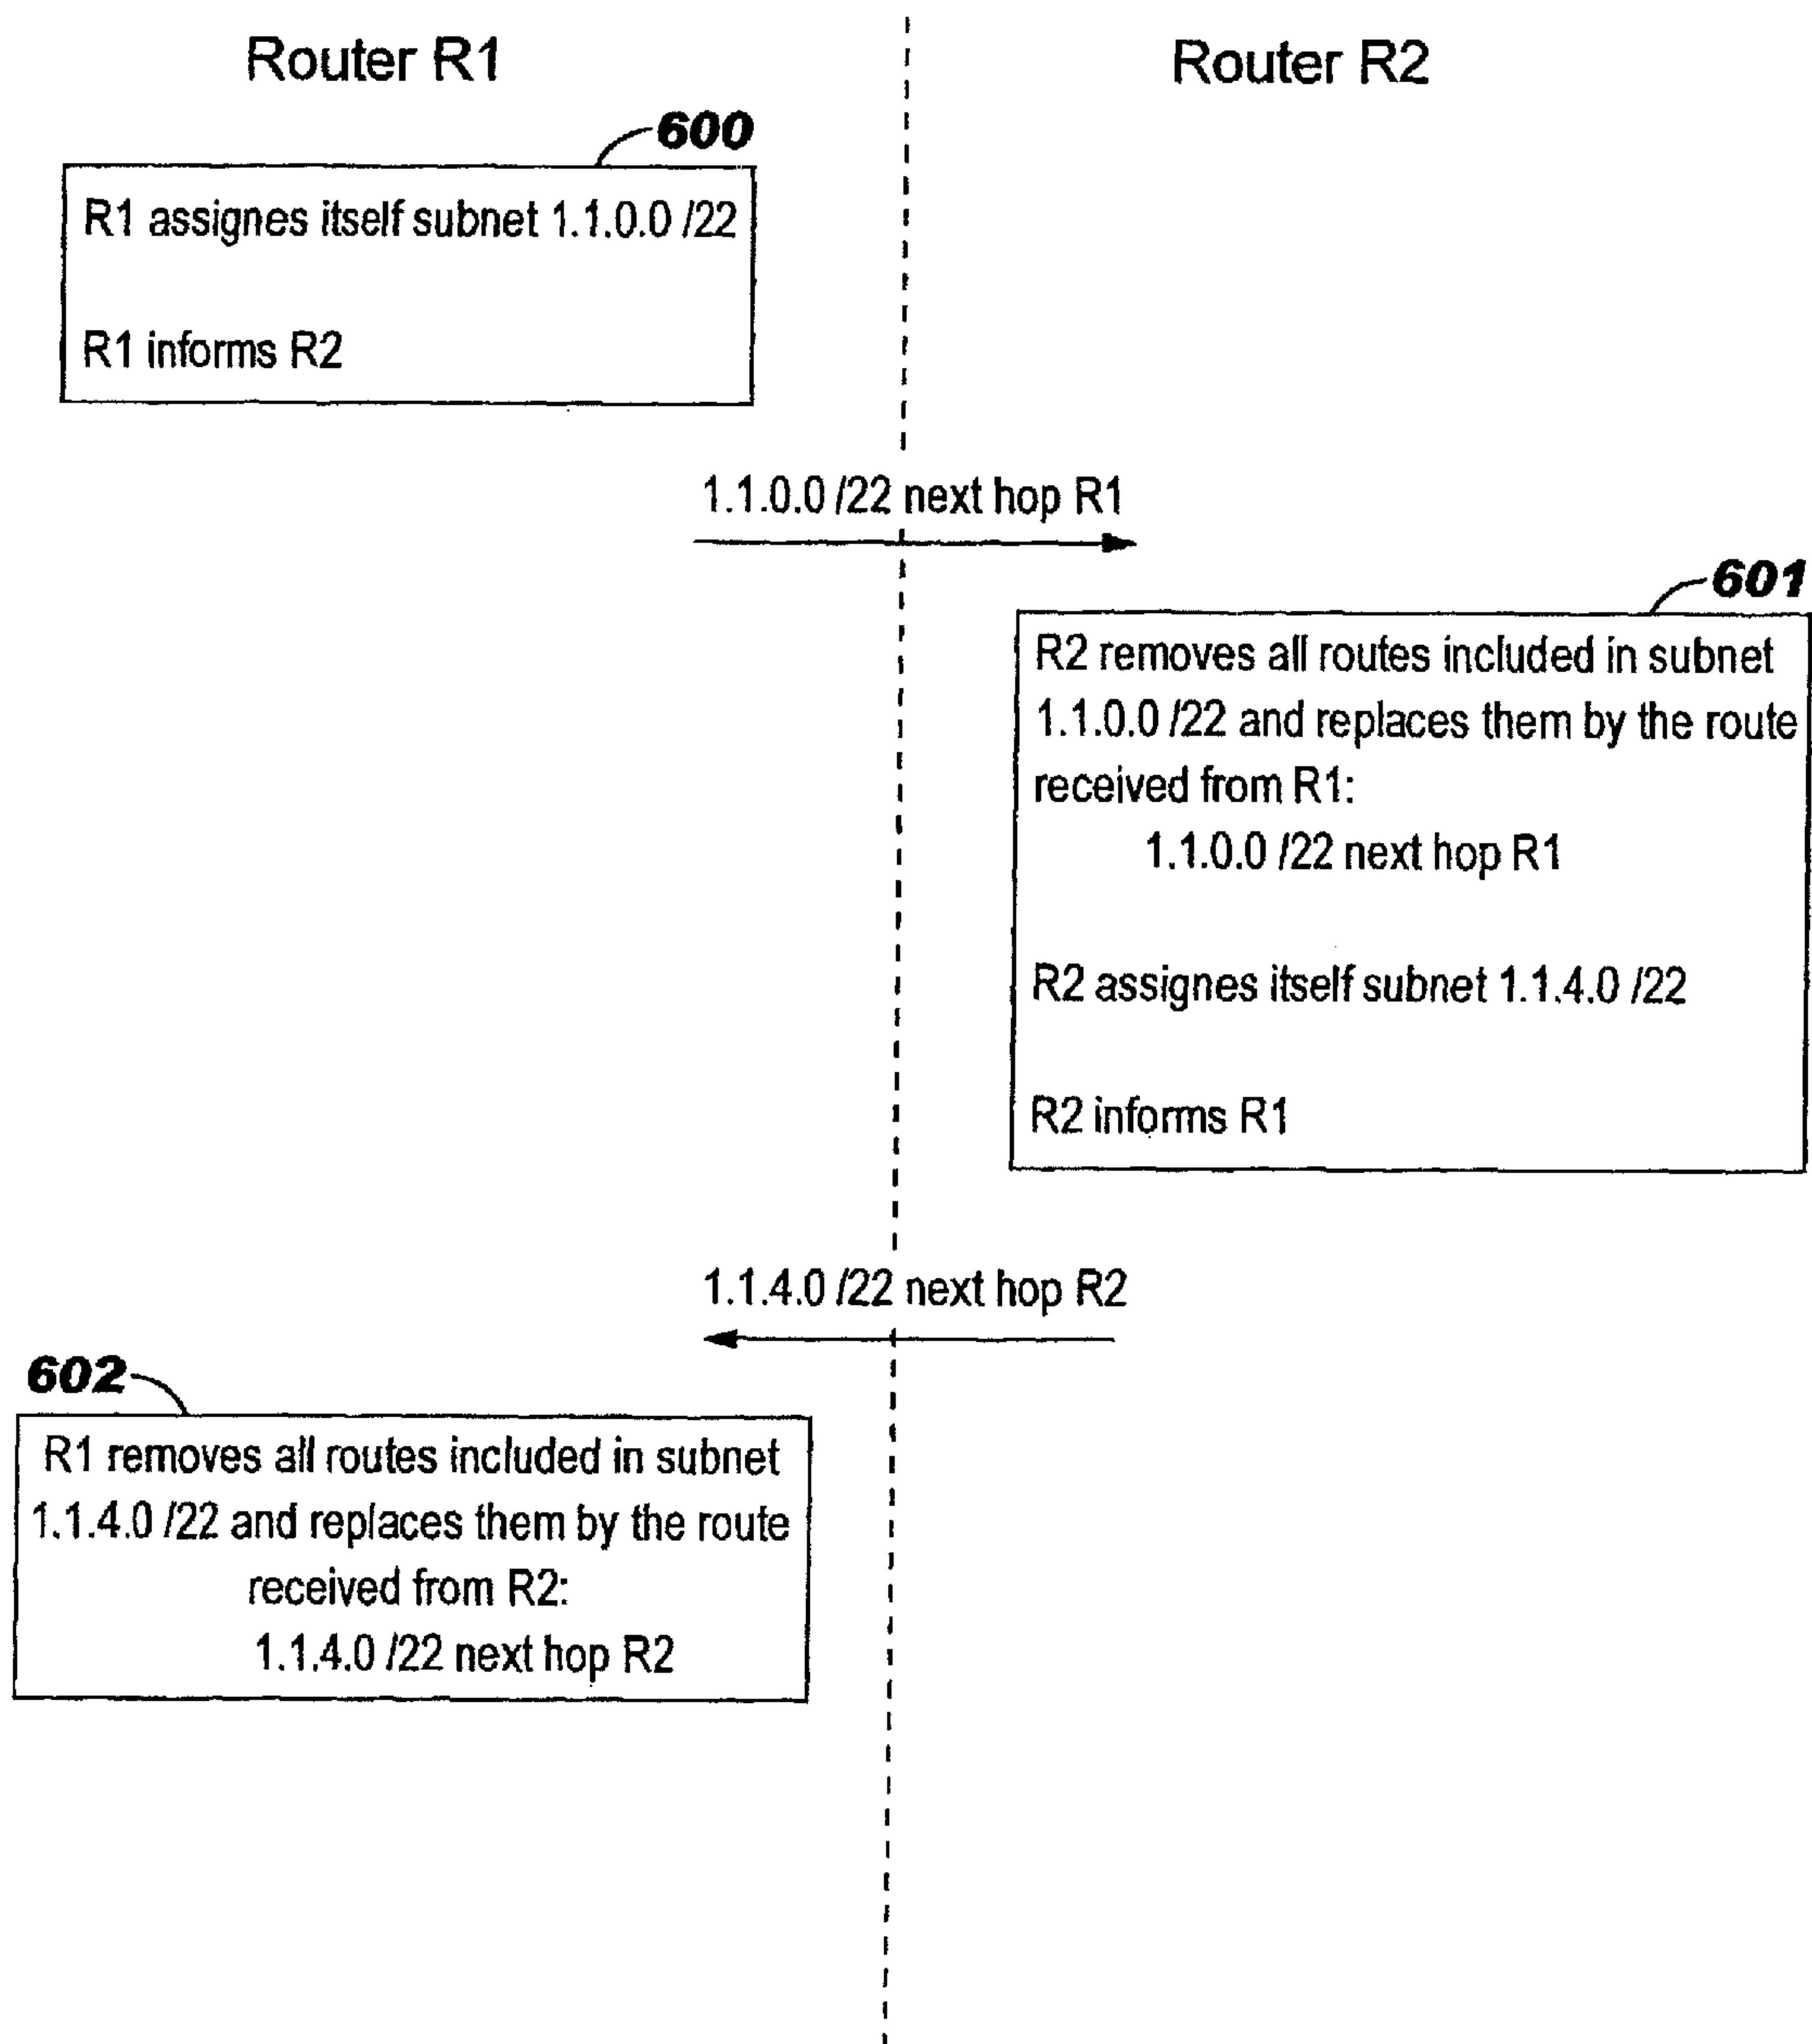 Router R1
Router R2
600
R1 assignes itself subnet 1.1.0.0 /22
R1 informs R2
1.1.0.0 /22 next hop R1
601
R2 removes all routes included in subnet
1.1.0.0 /22 and replaces them by the route
received from R1:
1.1.0.0 /22 next hop R1
R2 assignes itself subnet 1.1.4.0 /22
R2 informs R1
1.1.4.0 /22 next hop R2
602
R1 removes all routes included in subnet
1.1.4.0 /22 and replaces them by the route
received from R2:
1.1.4.0 /22 next hop R2